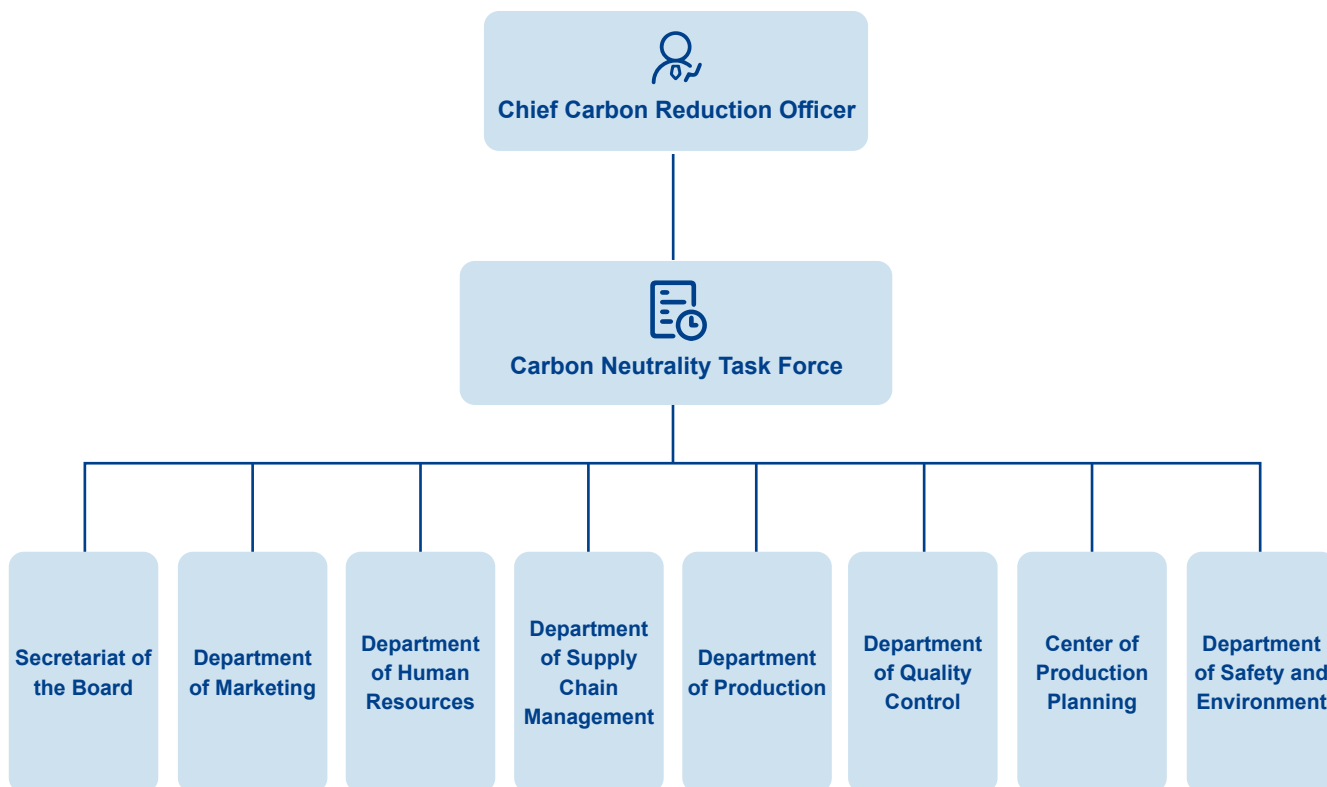 Chief Carbon Reduction Officer
Carbon Neutrality Task Force
Secretariat of
the Board
Department
of Marketing
Department
of Human
Resources
Department
of Supply
Chain
Management
Department
of Production
Department
of Quality
Control
Center of
Production
Planning
Department
of Safety and
Environment